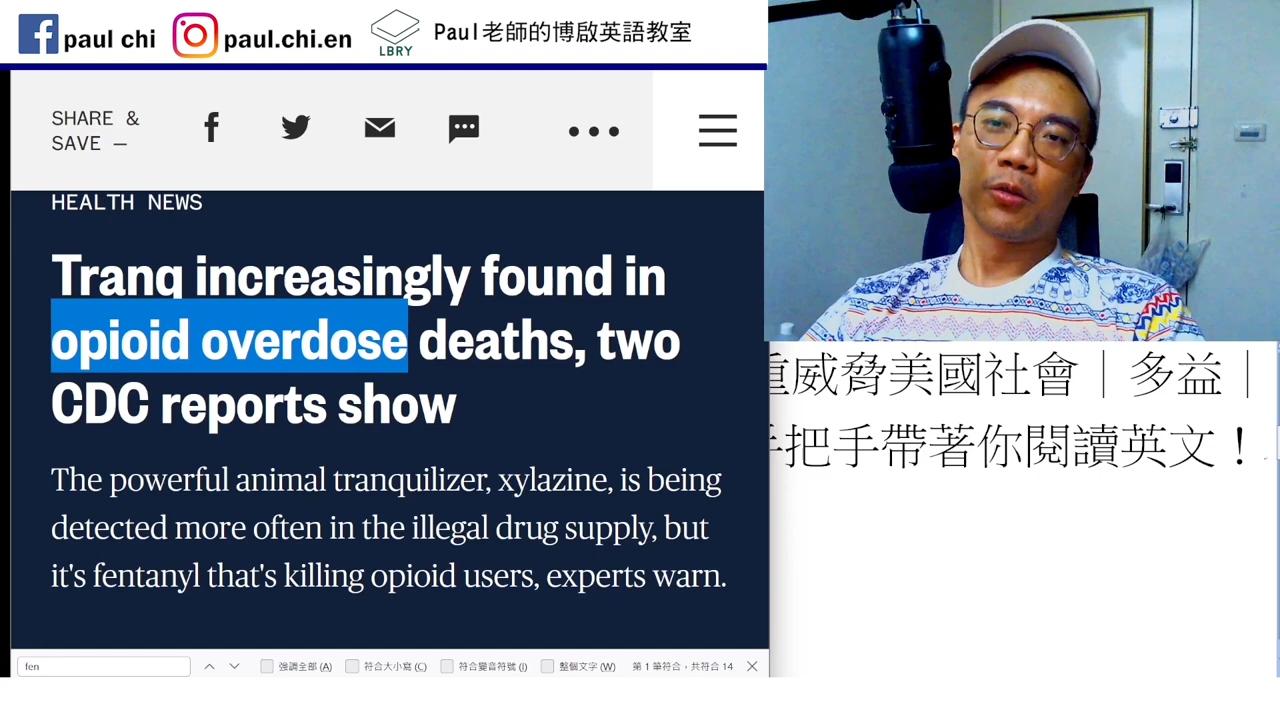 paul chi
paul.chi.en
LBRY
Paul老師的博啟英語教室
SHARE &
SAVE —
HEALTH NEWS
Tranq increasingly found in
opioid overdose deaths, two
CDC reports show
The powerful animal tranquilizer, xylazine, is being
detected more often in the illegal drug supply, but
it's fentanyl that's killing opioid users, experts warn.
重威脅美國社會｜多益｜
手把手帶著你閱讀英文！
fen
強調全部 (A)
符合大小寫 (C)
符合變音符號 (I)
整個文字 (W)
第 1 筆符合，共符合 14